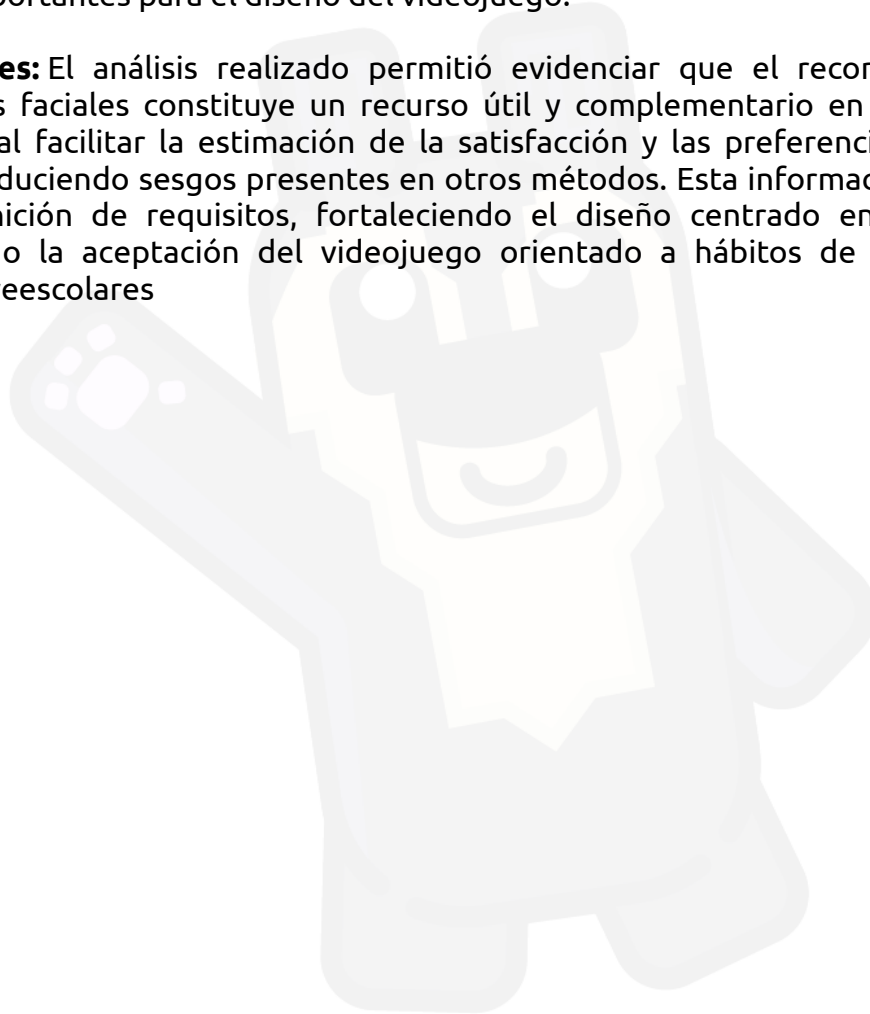 portantes para el diseño del videojuego.
es: El análisis realizado permitió evidenciar que el recor
s faciales constituye un recurso útil y complementario en
al facilitar la estimación de la satisfacción y las preferenci
duciendo sesgos presentes en otros métodos. Esta informac
nición de requisitos, fortaleciendo el diseño centrado en
o la aceptación del videojuego orientado a hábitos de
reescolares